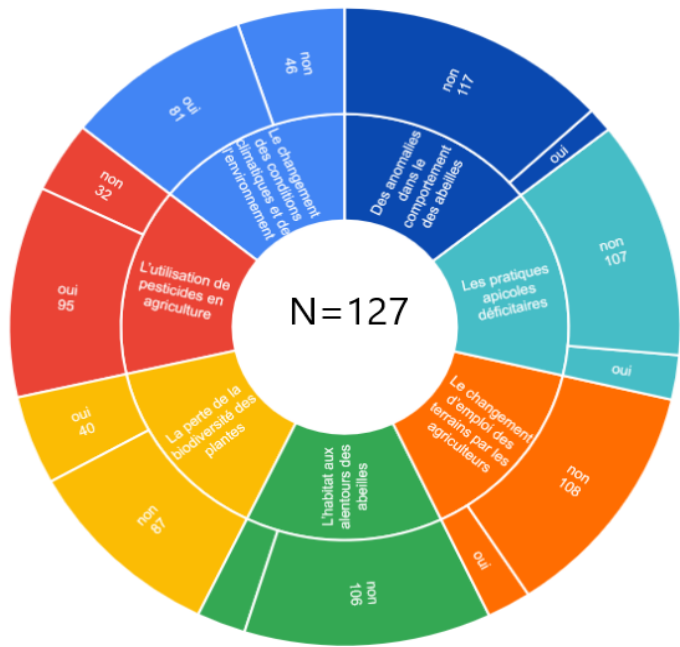 N=127
Des anomalies
dans le
comportement
des abeilles
non
117
oui
Les pratiques
apicoles
déficitaires
non
107
oui
Le changement
d'emploi des
terrains par les
agriculteurs
non
108
oui
L'habitat aux
alentours des
abeilles
non
106
La perte de la
biodiversité des
plantes
non
87
oui
40
L'utilisation de
pesticides en
agriculture
oui
95
non
32
Le changement
des conditions
climatiques et de
l'environnement
oui
81
non
46